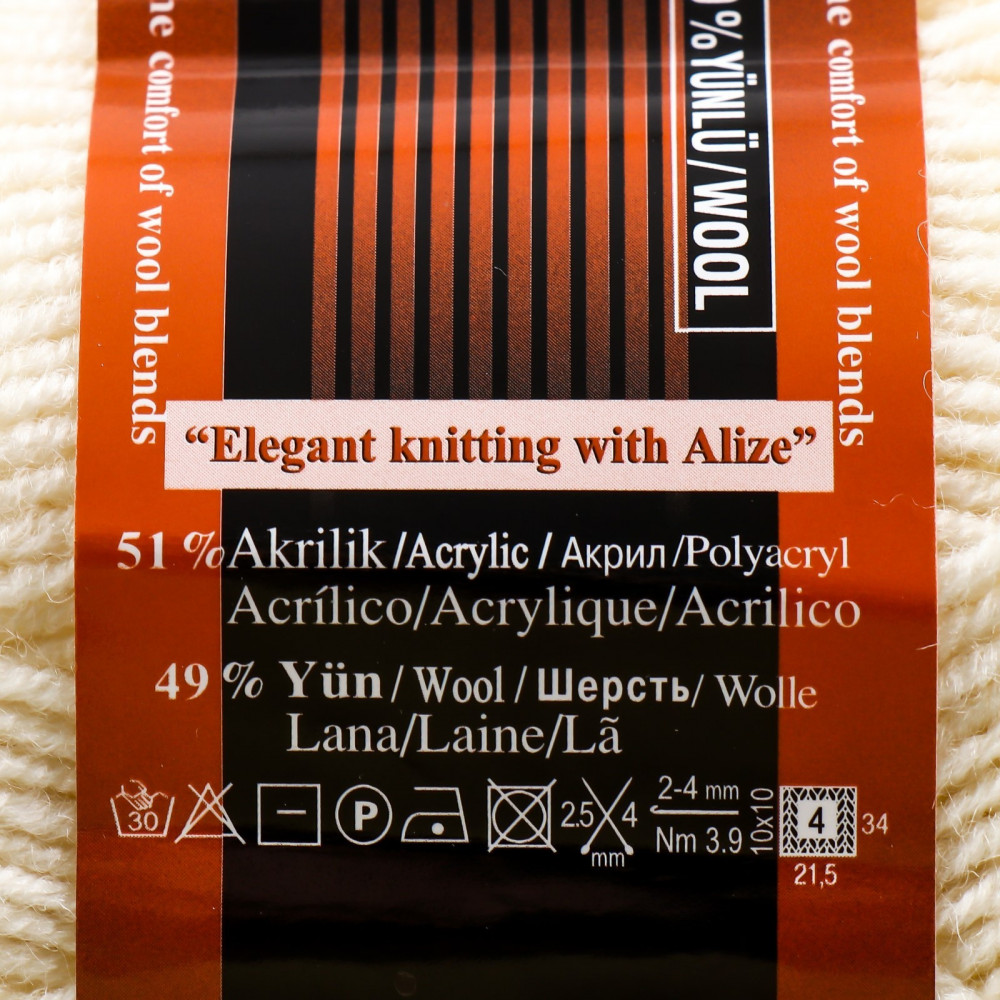 comfort of wool blends
% YÜNLÜ / WOOL
comfort of wool blends
“Elegant knitting with Alize”
51 % Akrilik / Acrylic / Акрил / Polyacryl
Acrílico/Acrylique/Acrilico
49 % Yün / Wool / Шерсть / Wolle
Lana/Laine/Lã
30 P 2.5 4 mm 2-4 mm Nm 3.9 10x10 4 34 21,5